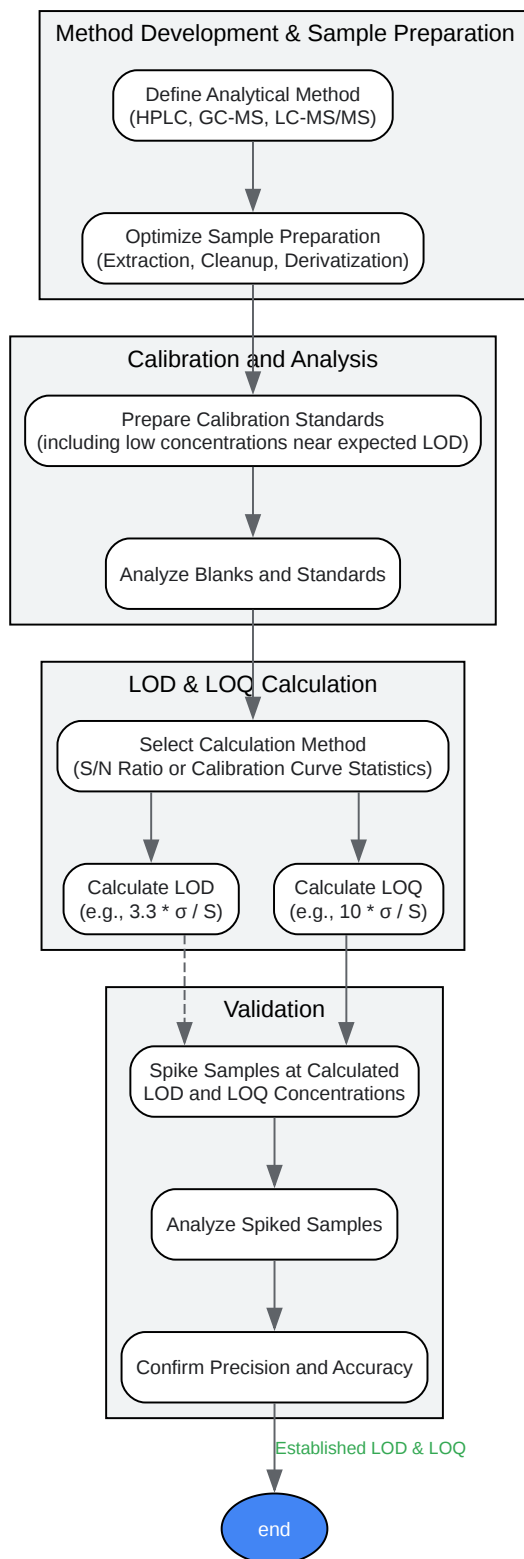 Method Development & Sample Preparation
Define Analytical Method
(HPLC, GC-MS, LC-MS/MS)
Optimize Sample Preparation
(Extraction, Cleanup, Derivatization)
Calibration and Analysis
Prepare Calibration Standards
(including low concentrations near expected LOD)
Analyze Blanks and Standards
LOD & LOQ Calculation
Select Calculation Method
(S/N Ratio or Calibration Curve Statistics)
Calculate LOD
(e.g., 3.3 * σ / S)
Calculate LOQ
(e.g., 10 * σ / S)
Validation
Spike Samples at Calculated
LOD and LOQ Concentrations
Analyze Spiked Samples
Confirm Precision and Accuracy
Established LOD & LOQ
end